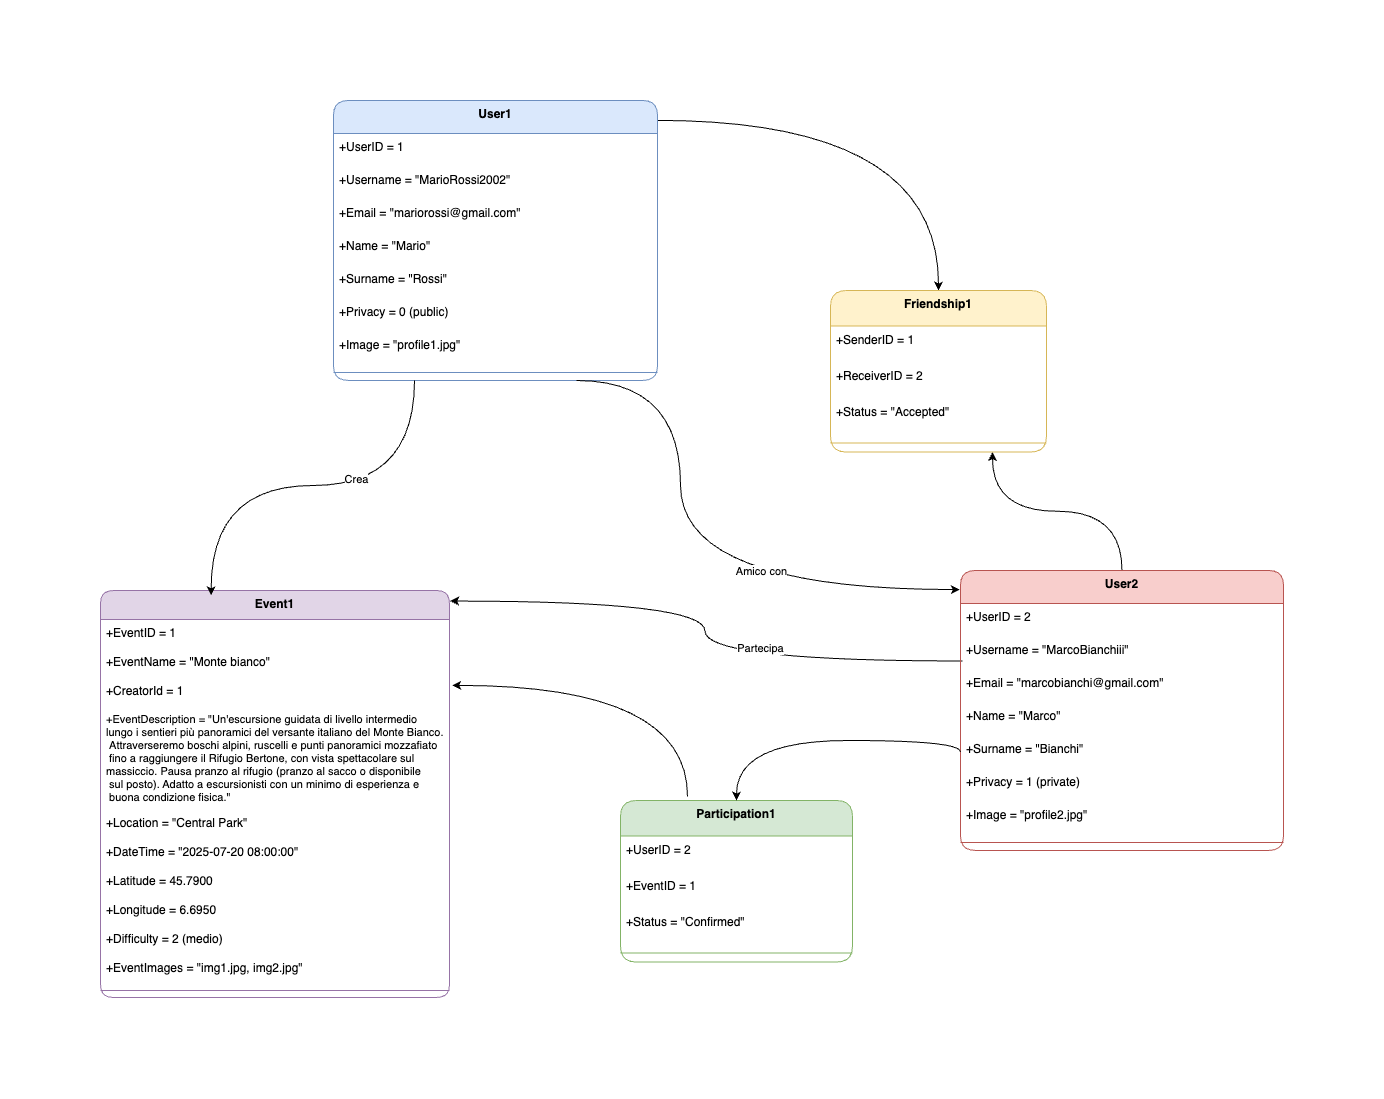 User1
+UserID = 1
+Username = "MarioRossi2002"
+Email = "mariorossi@gmail.com"
+Name = "Mario"
+Surname = "Rossi"
+Privacy = 0 (public)
+Image = "profile1.jpg"
Friendship1
+SenderID = 1
+ReceiverID = 2
+Status = "Accepted"
Crea
Amico con
Partecipa
Event1
+EventID = 1
+EventName = "Monte bianco"
+CreatorId = 1
+EventDescription = "Un'escursione guidata di livello intermedio
lungo i sentieri più panoramici del versante italiano del Monte Bianco.
Attraverseremo boschi alpini, ruscelli e punti panoramici mozzafiato
fino a raggiungere il Rifugio Bertone, con vista spettacolare sul
massiccio. Pausa pranzo al rifugio (pranzo al sacco o disponibile
sul posto). Adatto a escursionisti con un minimo di esperienza e
buona condizione fisica."
+Location = "Central Park"
+DateTime = "2025-07-20 08:00:00"
+Latitude = 45.7900
+Longitude = 6.6950
+Difficulty = 2 (medio)
+EventImages = "img1.jpg, img2.jpg"
User2
+UserID = 2
+Username = "MarcoBianchiii"
+Email = "marcobianchi@gmail.com"
+Name = "Marco"
+Surname = "Bianchi"
+Privacy = 1 (private)
+Image = "profile2.jpg"
Participation1
+UserID = 2
+EventID = 1
+Status = "Confirmed"